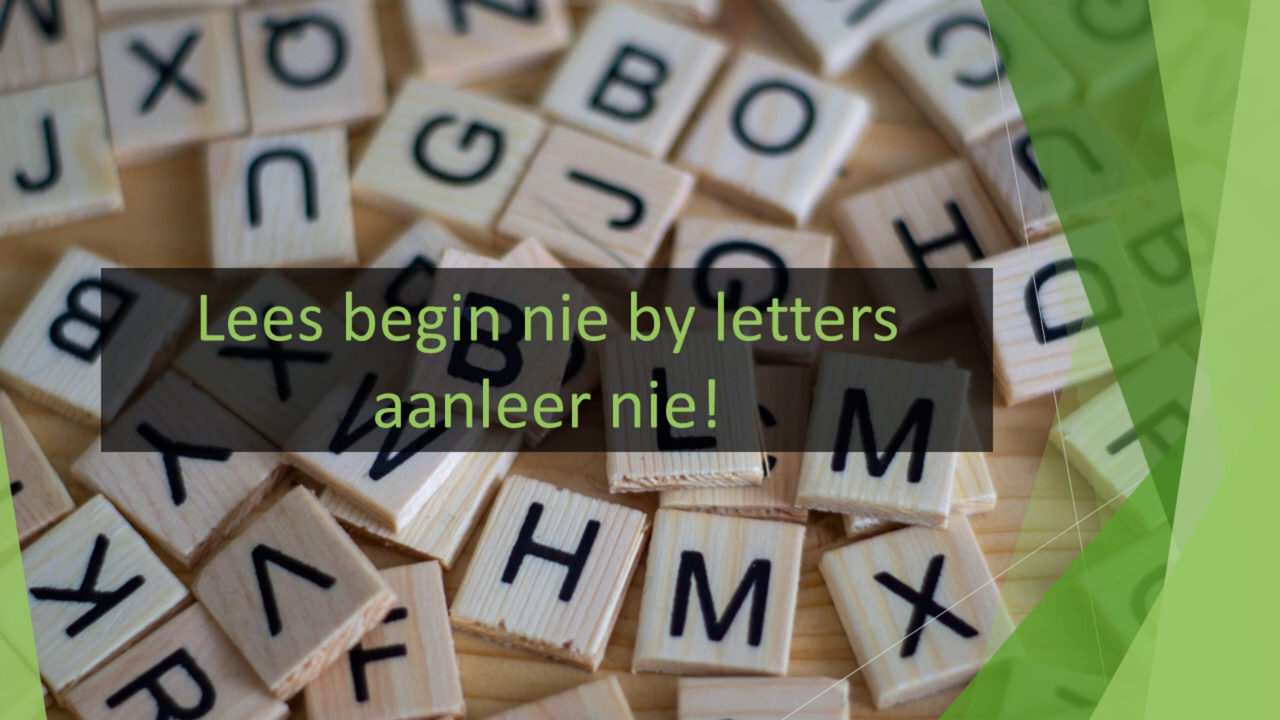 Lees begin nie by letters
aanleer nie!
N
X
Q
N
B
O
J
U
G
J
H
G
D
B
X
B
L
M
Y
W
K
V
H
M
X
R
F